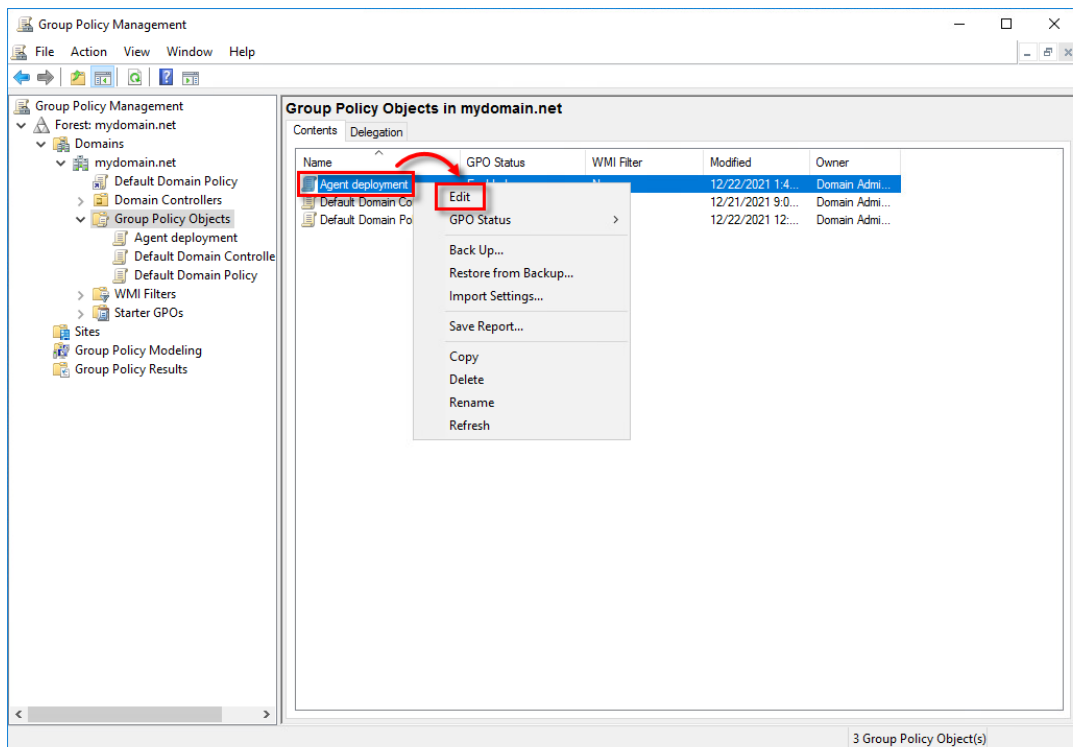 Group Policy Management
File Action View Window Help
Group Policy Management
Forest: mydomain.net
Domains
mydomain.net
Default Domain Policy
Domain Controllers
Group Policy Objects
Agent deployment
Default Domain Controlle
Default Domain Policy
WMI Filters
Starter GPOs
Sites
Group Policy Modeling
Group Policy Results
Group Policy Objects in mydomain.net
Contents Delegation
Name GPO Status WMI Filter Modified Owner
Agent deployment 12/22/2021 1:4... Domain Admi...
Default Domain Co 12/21/2021 9:0... Domain Admi...
Default Domain Po 12/22/2021 12:... Domain Admi...
Edit
GPO Status
Back Up...
Restore from Backup...
Import Settings...
Save Report...
Copy
Delete
Rename
Refresh
3 Group Policy Object(s)